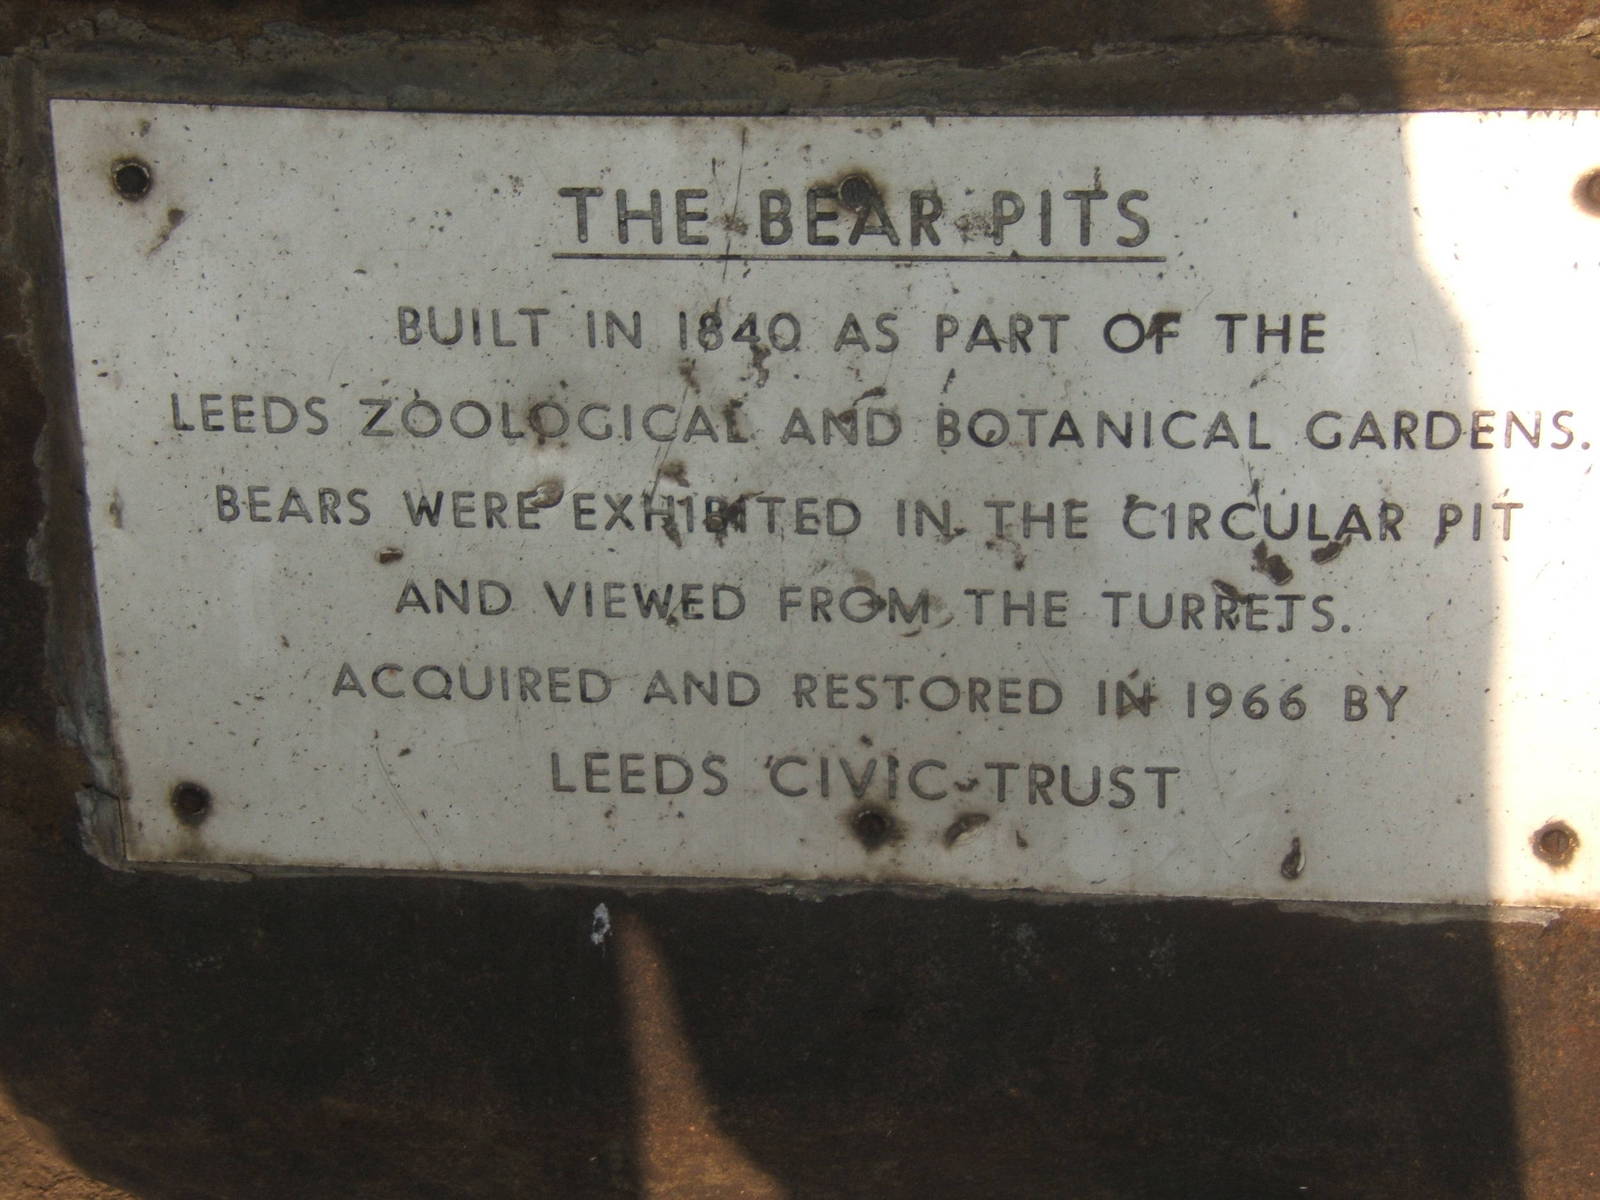 THE BEAR PITS
BUILT IN 1840 AS PART OF THE
LEEDS ZOOLOGICAL AND BOTANICAL GARDENS.
BEARS WERE EXHIBITED IN THE CIRCULAR PIT
AND VIEWED FROM THE TURRETS.
ACQUIRED AND RESTORED IN 1966 BY
LEEDS CIVIC TRUST